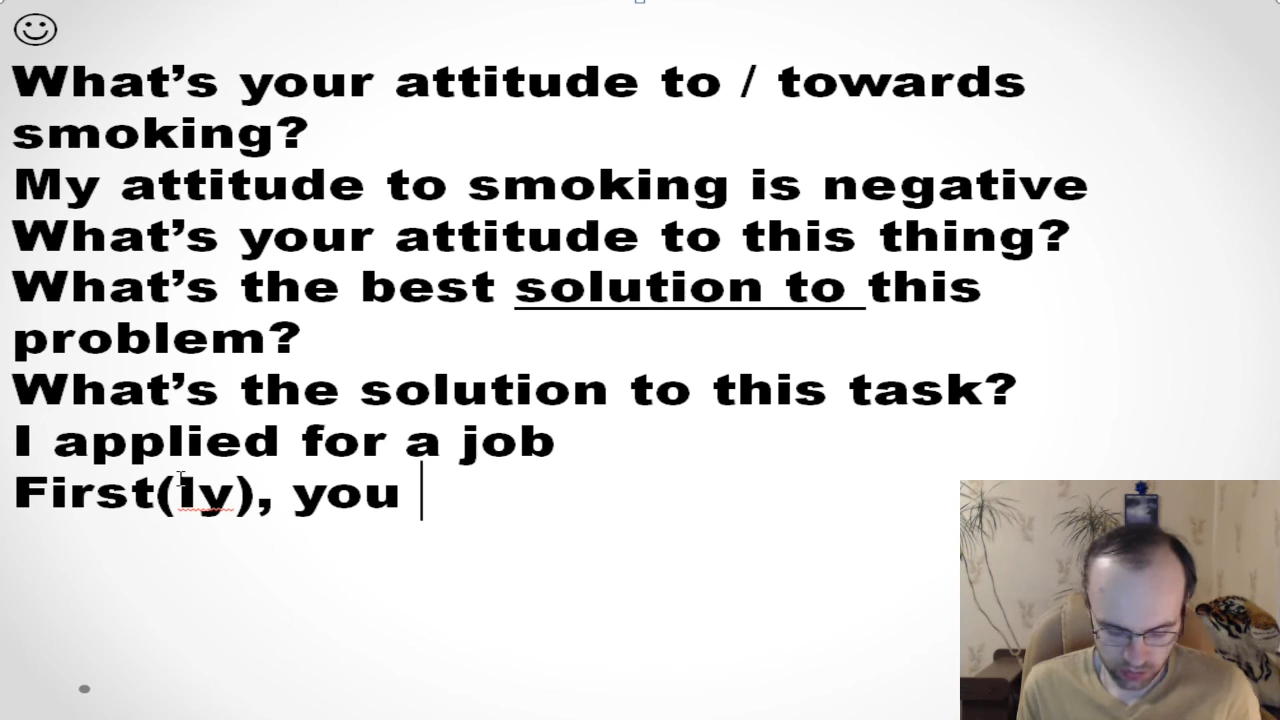 What's your attitude to / towards
smoking?
My attitude to smoking is negative
What's your attitude to this thing?
What's the best solution to this
problem?
What's the solution to this task?
I applied for a job
First(ly), you